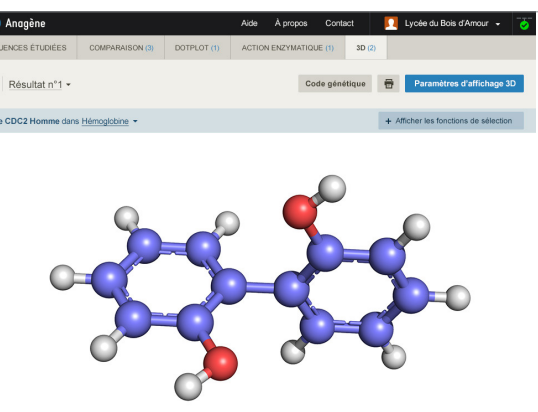 Anagène Aide À propos Contact Lycée du Bois d'Amour
UENCES ÉTUDIÉES COMPARAISON (3) DOTPLOT (1) ACTION ENZYMATIQUE (1) 3D (2)
Résultat n°1 Code génétique Paramètres d'affichage 3D
e CDC2 Homme dans Hémoglobine + Afficher les fonctions de sélection